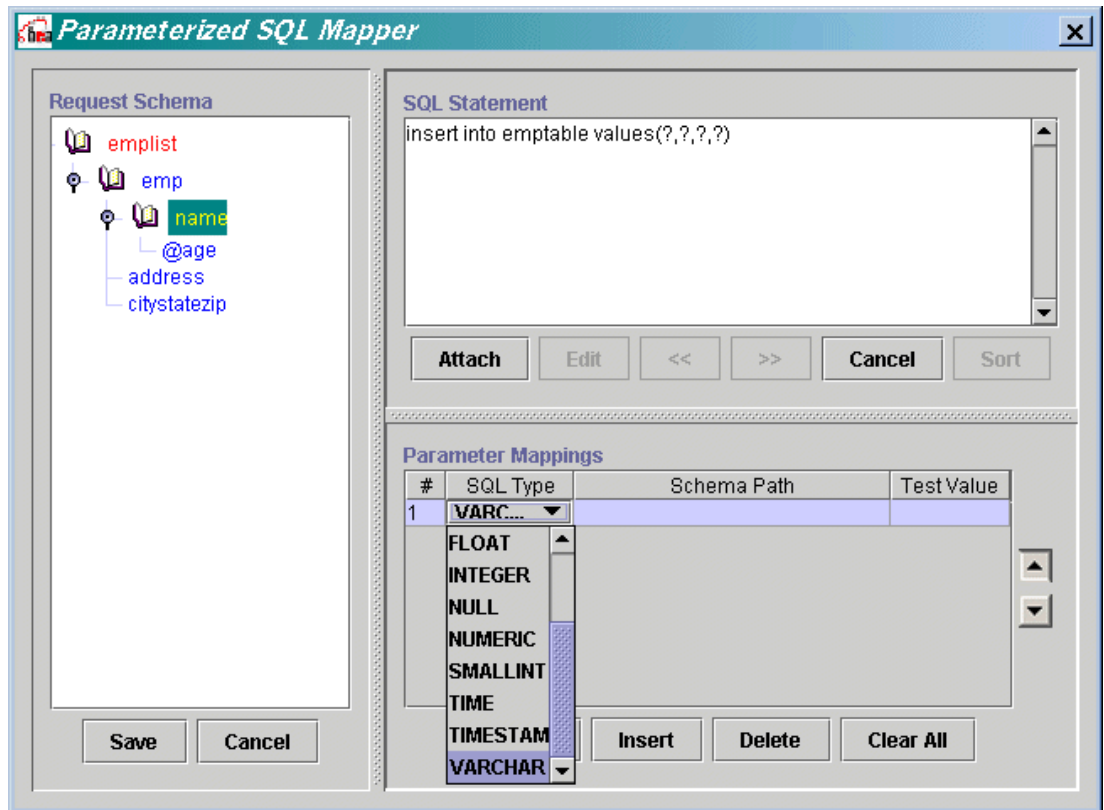 Parameterized SQL Mapper
Request Schema
emplist
emp
name
@age
address
citystatezip
Save Cancel
SQL Statement
insert into emptable values(?,?,?,?)
Attach Edit << >> Cancel Sort
Parameter Mappings
# SQL Type Schema Path Test Value
1 VARC...
FLOAT
INTEGER
NULL
NUMERIC
SMALLINT
TIME
TIMESTAM
VARCHAR
Insert Delete Clear All